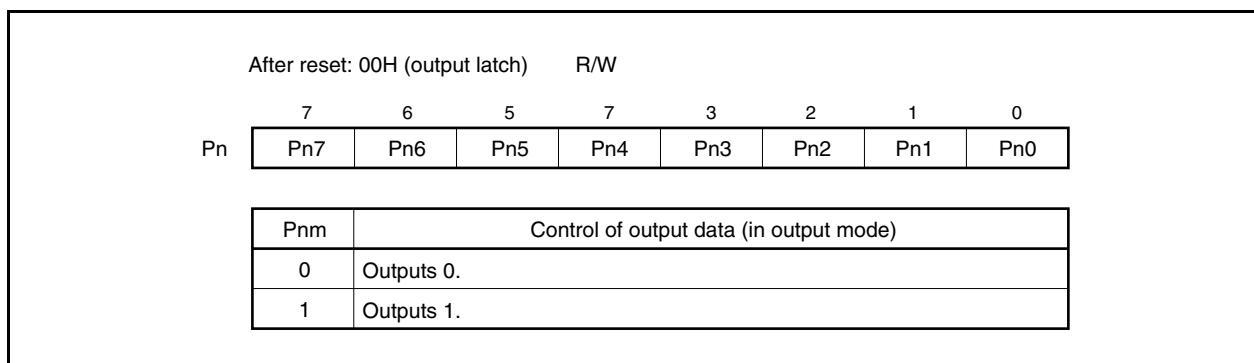 After reset: 00H (output latch) R/W
7 6 5 7 3 2 1 0
Pn Pn7 Pn6 Pn5 Pn4 Pn3 Pn2 Pn1 Pn0
Pnm Control of output data (in output mode)
0 Outputs 0.
1 Outputs 1.